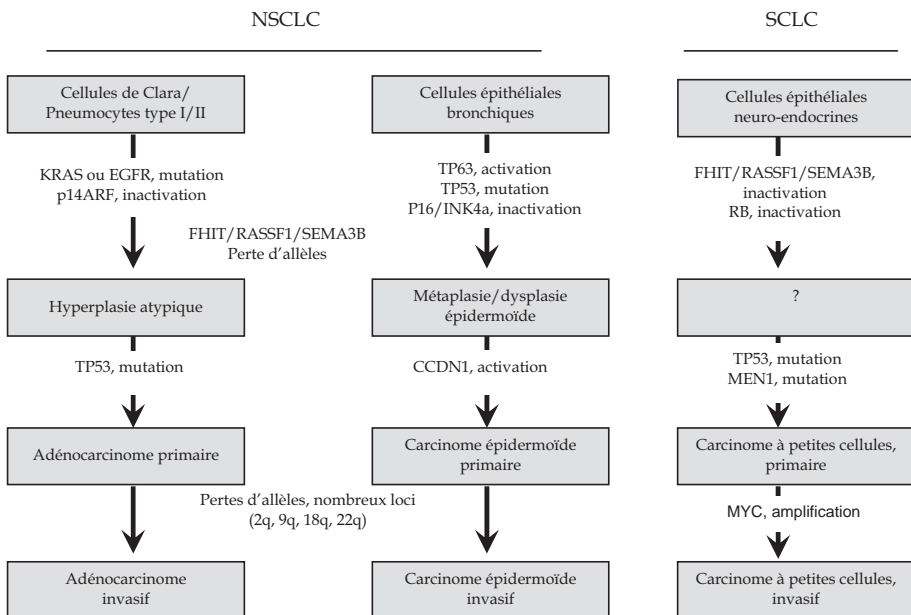 NSCLC
SCLC
Cellules de Clara/
Pneumocytes type I/II
Cellules épithéliales
bronchiques
Cellules épithéliales
neuro-endocrines
KRAS ou EGFR, mutation
p14ARF, inactivation
TP63, activation
TP53, mutation
P16/INK4a, inactivation
FHIT/RASSF1/SEMA3B,
inactivation
RB, inactivation
FHIT/RASSF1/SEMA3B
Perte d'allèles
Hyperplasie atypique
Métaplasie/dysplasie
épidermoïde
?
TP53, mutation
CCDN1, activation
TP53, mutation
MEN1, mutation
Adénocarcinome primaire
Carcinome épidermoïde
primaire
Carcinome à petites cellules,
primaire
Pertes d'allèles, nombreux loci
(2q, 9q, 18q, 22q)
MYC, amplification
Adénocarcinome
invasif
Carcinome épidermoïde
invasif
Carcinome à petites cellules,
invasif